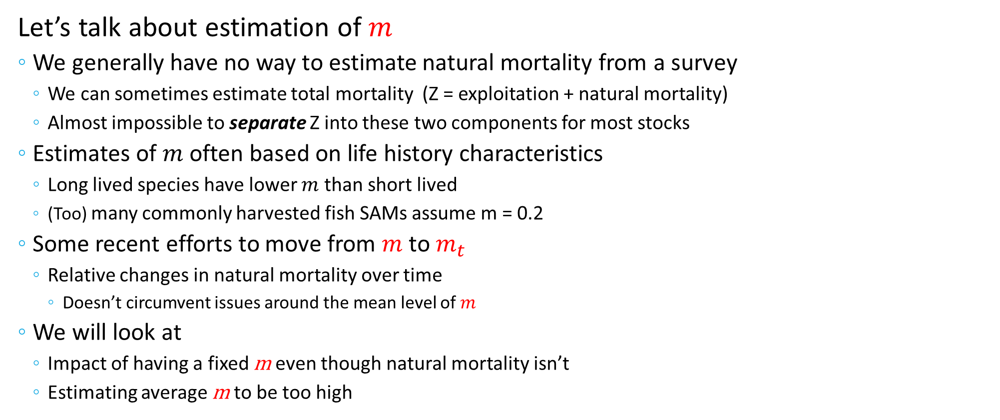 Let’s talk about estimation of m
◦ We generally have no way to estimate natural mortality from a survey
◦ We can sometimes estimate total mortality (Z = exploitation + natural mortality)
◦ Almost impossible to separate Z into these two components for most stocks
◦ Estimates of m often based on life history characteristics
◦ Long lived species have lower m than short lived
◦ (Too) many commonly harvested fish SAMs assume m = 0.2
◦ Some recent efforts to move from m to mₜ
◦ Relative changes in natural mortality over time
◦ Doesn’t circumvent issues around the mean level of m
◦ We will look at
◦ Impact of having a fixed m even though natural mortality isn’t
◦ Estimating average m to be too high